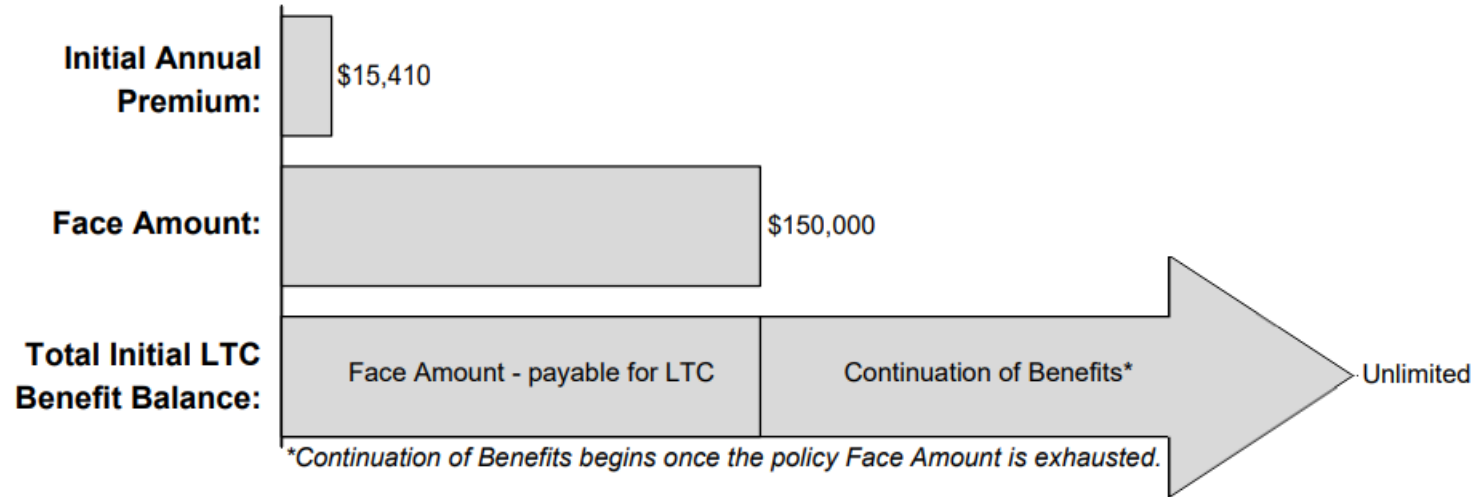 Initial Annual
Premium:
$15,410
Face Amount:
$150,000
Total Initial LTC
Benefit Balance:
Face Amount - payable for LTC
Continuation of Benefits*
Unlimited
*Continuation of Benefits begins once the policy Face Amount is exhausted.